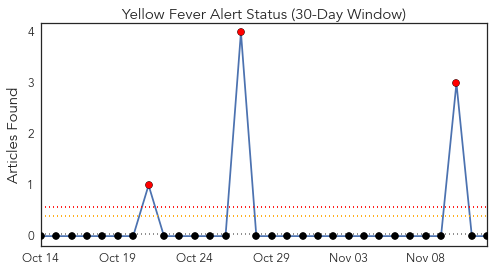 Yellow Fever Alert Status (30-Day Window)
Articles Found
4
3
2
1
0
Oct 14 Oct 19 Oct 24 Oct 29 Nov 03 Nov 08